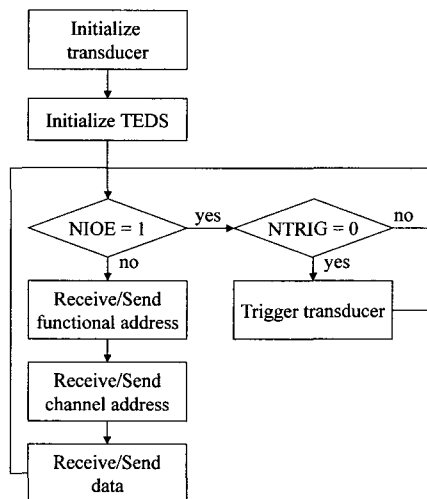 Initialize
transducer
Initialize TEDS
NIOE = 1
yes
NTRIG = 0
no
no
yes
Receive/Send
functional address
Trigger transducer
Receive/Send
channel address
Receive/Send
data